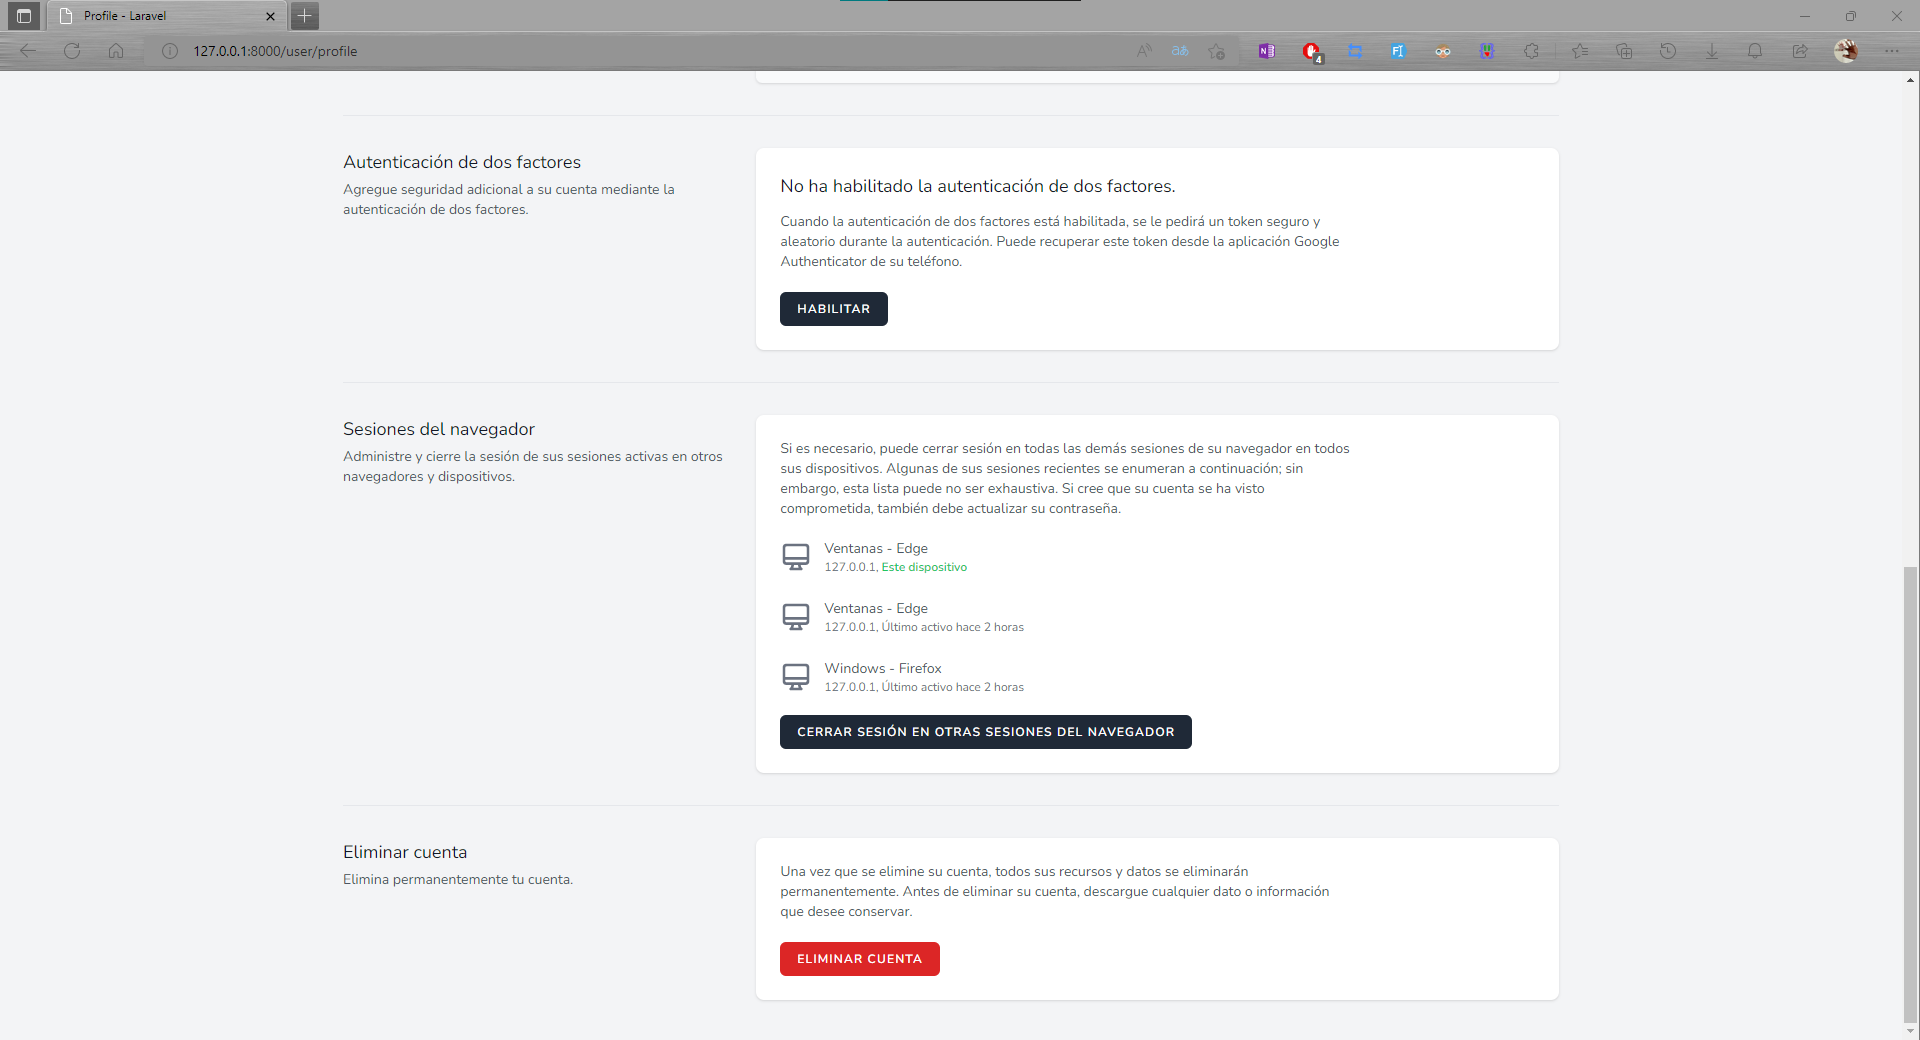 Profile - Laravel
127.0.0.1:8000/user/profile
4
Autenticación de dos factores
Agregue seguridad adicional a su cuenta mediante la
autenticación de dos factores.
No ha habilitado la autenticación de dos factores.
Cuando la autenticación de dos factores está habilitada, se le pedirá un token seguro y
aleatorio durante la autenticación. Puede recuperar este token desde la aplicación Google
Authenticator de su teléfono.
HABILITAR
Sesiones del navegador
Administre y cierre la sesión de sus sesiones activas en otros
navegadores y dispositivos.
Si es necesario, puede cerrar sesión en todas las demás sesiones de su navegador en todos
sus dispositivos. Algunas de sus sesiones recientes se enumeran a continuación; sin
embargo, esta lista puede no ser exhaustiva. Si cree que su cuenta se ha visto
comprometida, también debe actualizar su contraseña.
Ventanas - Edge
127.0.0.1, Este dispositivo
Ventanas - Edge
127.0.0.1, Último activo hace 2 horas
Windows - Firefox
127.0.0.1, Último activo hace 2 horas
CERRAR SESIÓN EN OTRAS SESIONES DEL NAVEGADOR
Eliminar cuenta
Elimina permanentemente tu cuenta.
Una vez que se elimine su cuenta, todos sus recursos y datos se eliminarán
permanentemente. Antes de eliminar su cuenta, descargue cualquier dato o información
que desee conservar.
ELIMINAR CUENTA